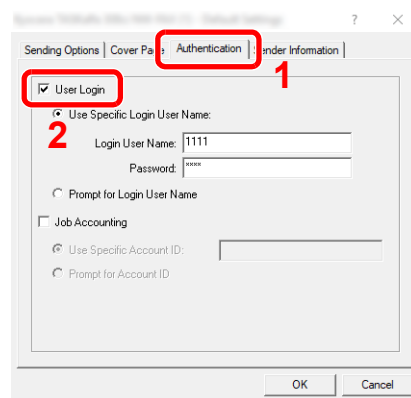 ? ×
Sending Options Cover Authentication ender Information
1
User Login
2
Use Specific Login User Name:
Login User Name: 1111
Password: ****
Prompt for Login User Name
Job Accounting
Use Specific Account ID:
Prompt for Account ID
OK Cancel